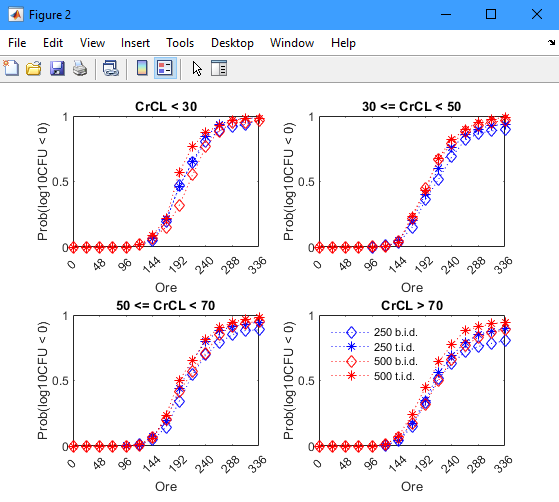 Figure 2
File Edit View Insert Tools Desktop Window Help
CrCL < 30
Prob(log10CFU < 0)
1
0.5
0
0 48 96 144 192 240 288 336
Ore
30 <= CrCL < 50
Prob(log10CFU < 0)
1
0.5
0
0 48 96 144 192 240 288 336
Ore
50 <= CrCL < 70
Prob(log10CFU < 0)
1
0.5
0
0 48 96 144 192 240 288 336
Ore
CrCL > 70
Prob(log10CFU < 0)
1
0.5
0
250 b.i.d.
250 t.i.d.
500 b.i.d.
500 t.i.d.
0 48 96 144 192 240 288 336
Ore